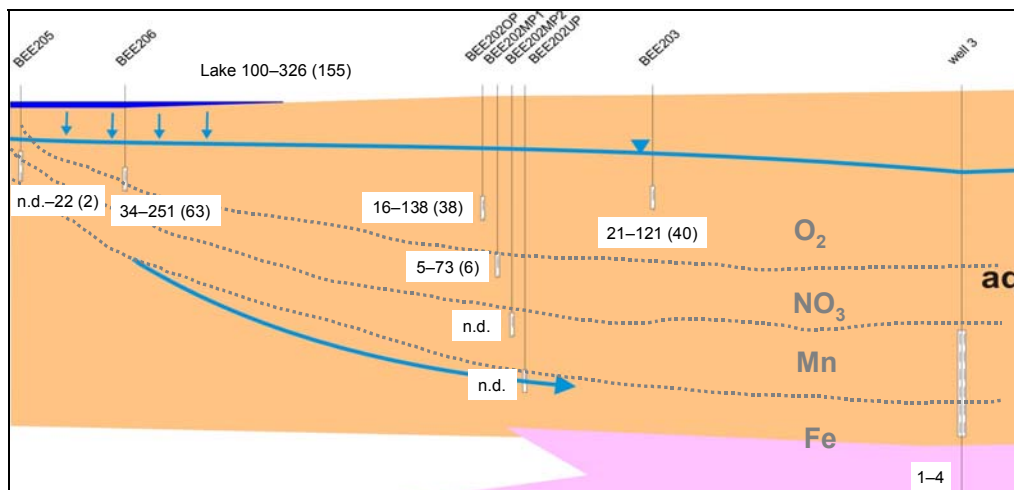 BEE205
BEE206
BEE202OP
BEE202MP1
BEE202MP2
BEE202UP
BEE203
well 3
Lake 100–326 (155)
n.d.–22 (2)
34–251 (63)
16–138 (38)
21–121 (40)
O2
5–73 (6)
NO3
n.d.
Mn
n.d.
Fe
1–4